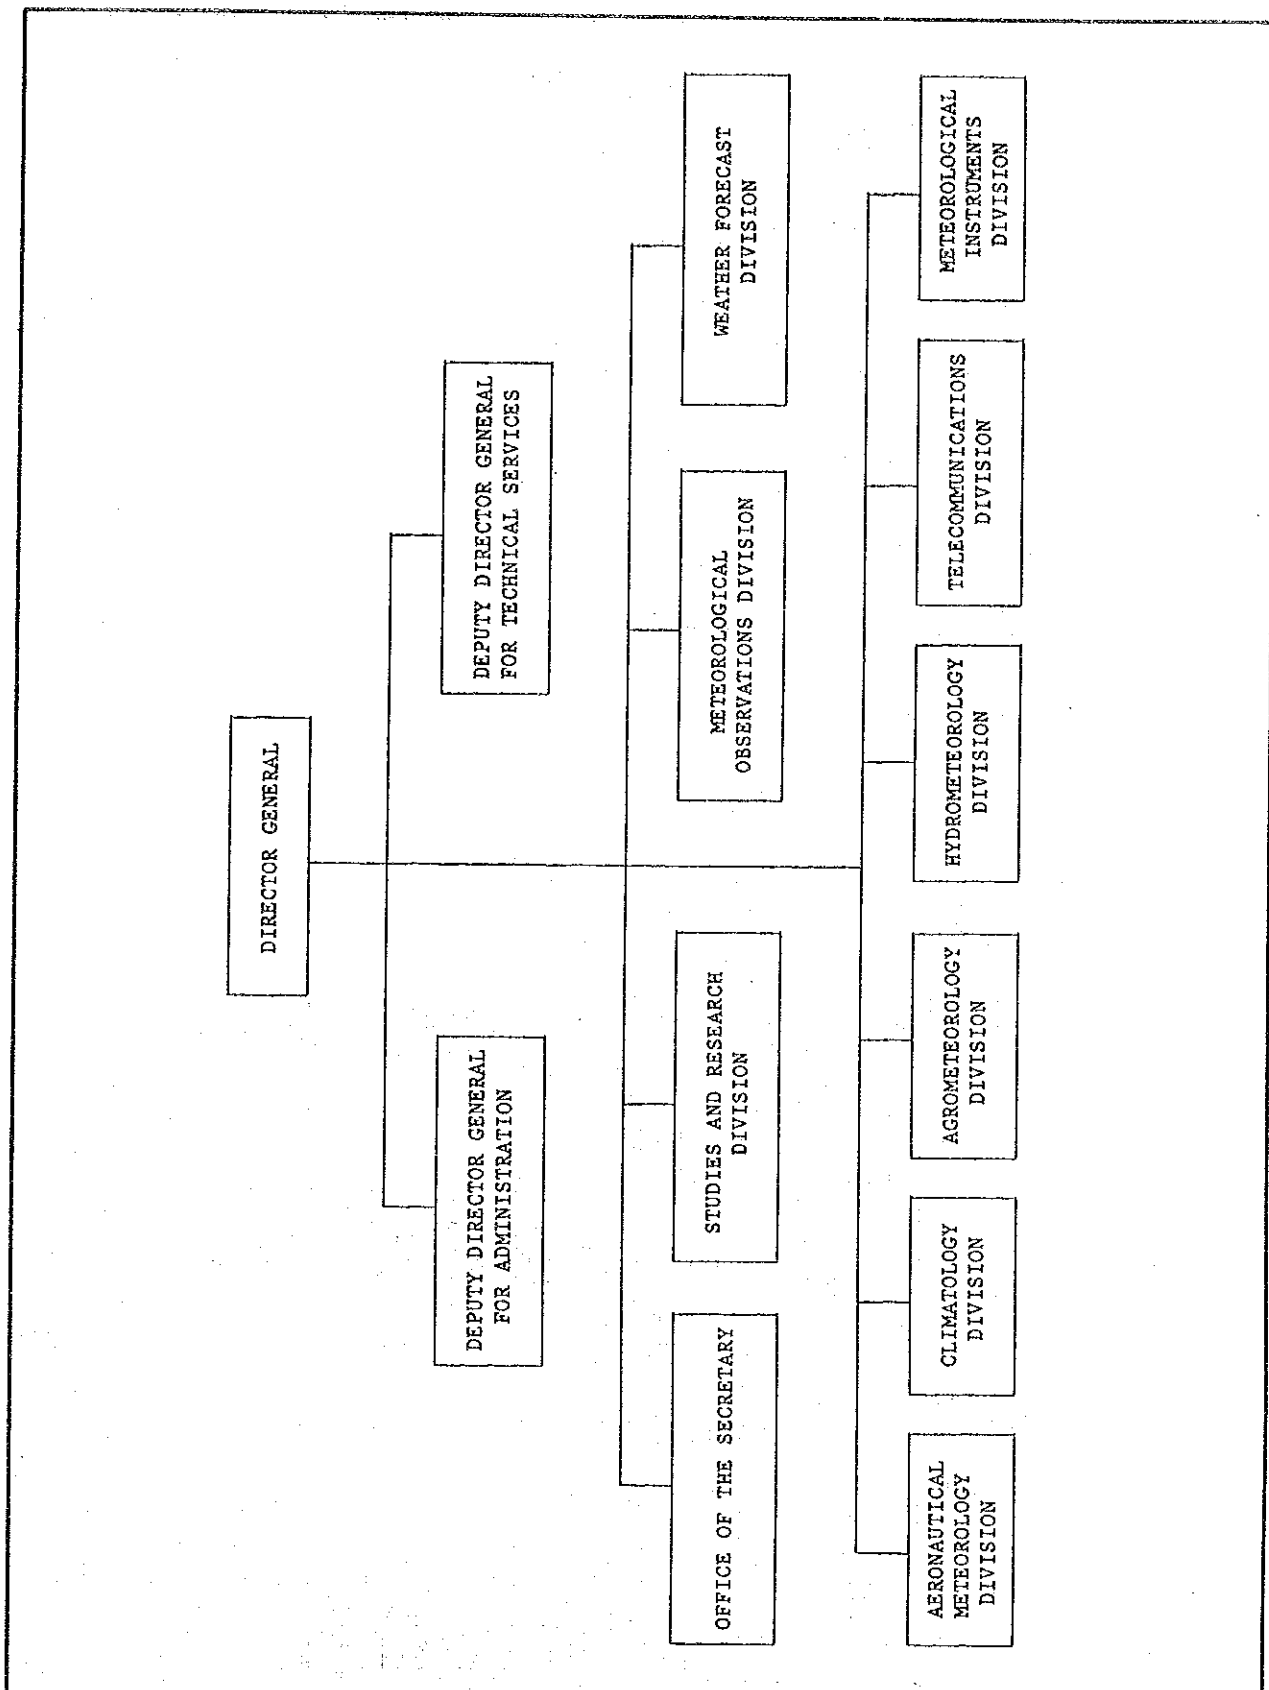 DIRECTOR GENERAL
DEPUTY DIRECTOR GENERAL
FOR ADMINISTRATION
DEPUTY DIRECTOR GENERAL
FOR TECHNICAL SERVICES
OFFICE OF THE SECRETARY
STUDIES AND RESEARCH
DIVISION
METEOROLOGICAL
OBSERVATIONS DIVISION
WEATHER FORECAST
DIVISION
AERONAUTICAL
METEOROLOGY
DIVISION
CLIMATOLOGY
DIVISION
AGROMETEOROLOGY
DIVISION
HYDROMETEOROLOGY
DIVISION
TELECOMMUNICATIONS
DIVISION
METEOROLOGICAL
INSTRUMENTS
DIVISION